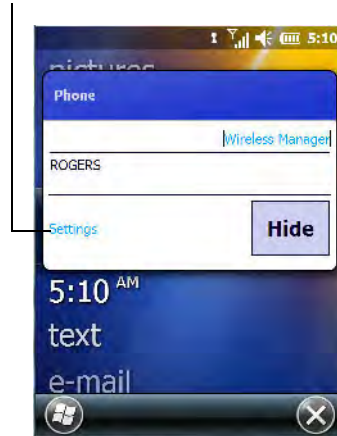 5:10
pictures
Phone
Wireless Manager
ROGERS
Settings
Hide
5:10 AM
text
e-mail